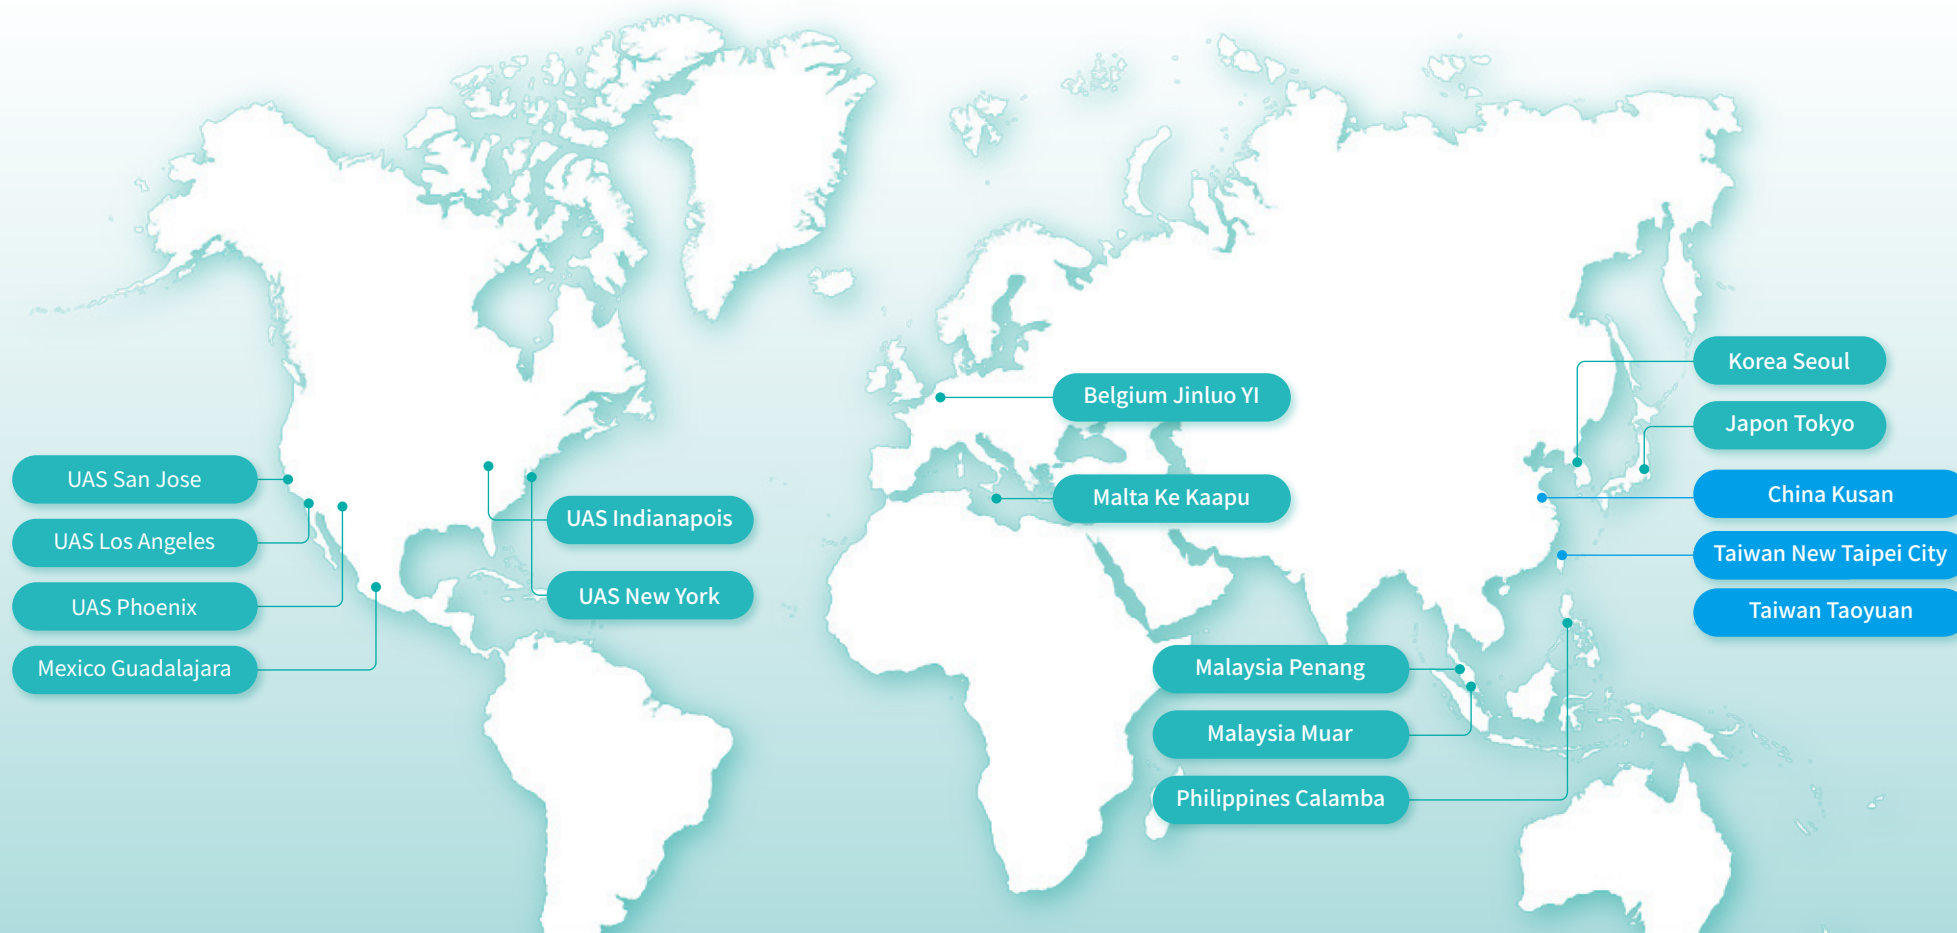 UAS San Jose
UAS Los Angeles
UAS Phoenix
Mexico Guadalajara
UAS Indianapois
UAS New York
Belgium Jinluo YI
Malta Ke Kaapu
Malaysia Penang
Malaysia Muar
Philippines Calamba
Korea Seoul
Japon Tokyo
China Kusan
Taiwan New Taipei City
Taiwan Taoyuan